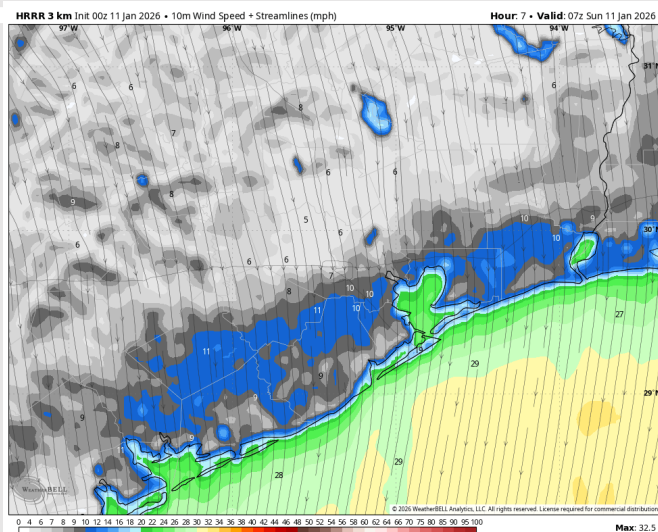 HRRR 3 km Init 00z 11 Jan 2026 • 10m Wind Speed + Streamlines (mph)
Hour: 7 • Valid: 07z Sun 11 Jan 2026
97°W 96°W 95°W 94°W
31°N
6 6 8 6
7
8
6 6
8
9
5 6 10 9
30°N
6 10
6 6
7
8 10 10
11 10
27
11
19
29
9
29°N
9
9
9
11
28 29
WEATHERBELL
© 2026 WeatherBELL Analytics, LLC. All rights reserved. License required for commercial distribution.
0 4 6 7 8 9 10 12 14 16 18 20 22 24 26 28 30 32 34 36 38 40 42 44 46 48 50 52 54 56 58 60 62 64 66 70 75 80 85 90 95 100
Max: 32.5